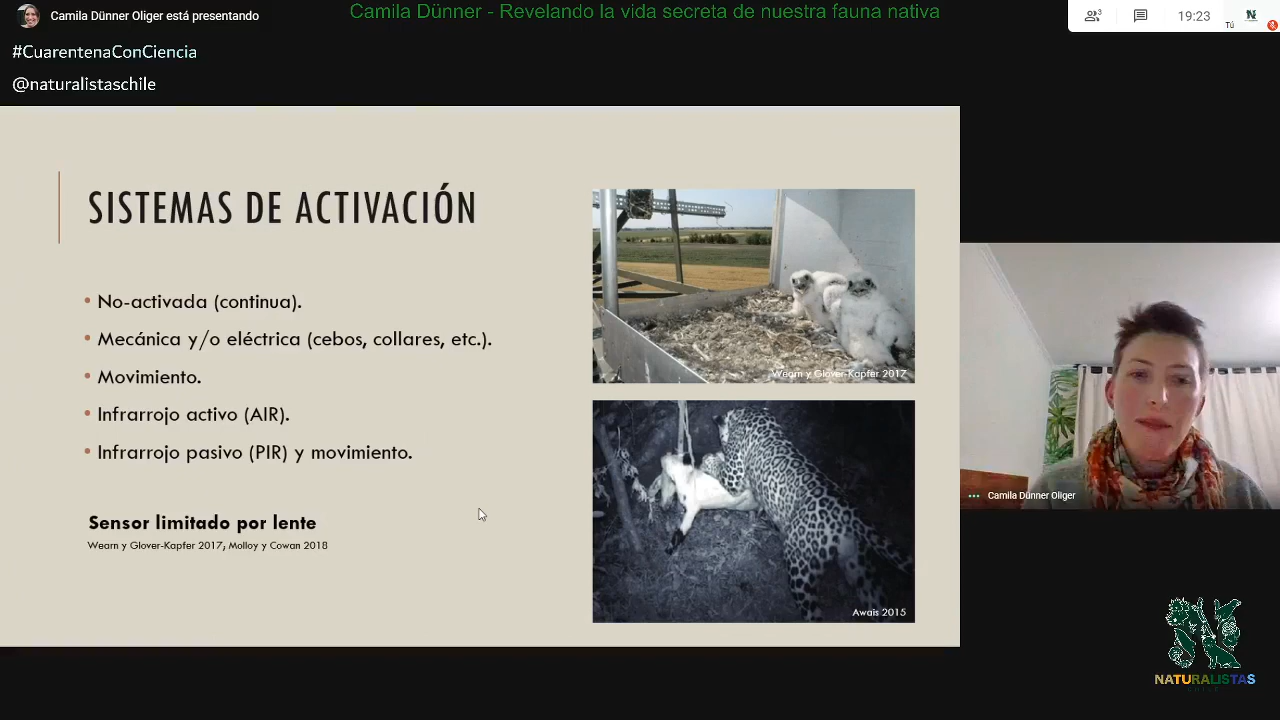 Camila Dünner Oliger está presentando
Camila Dünner - Revelando la vida secreta de nuestra fauna nativa
3
19:23
Tú
#CuarentenaConCiencia
@naturalistaschile
SISTEMAS DE ACTIVACIÓN
• No-activada (continua).
• Mecánica y/o eléctrica (cebos, collares, etc.).
• Movimiento.
• Infrarrojo activo (AIR).
• Infrarrojo pasivo (PIR) y movimiento.
Sensor limitado por lente
Wearn y Glover-Kapfer 2017, Molloy y Cowan 2018
Wearn y Glover-Kapfer 2017
Awais 2015
Camila Dünner Oliger
NATURALISTAS
CHILE